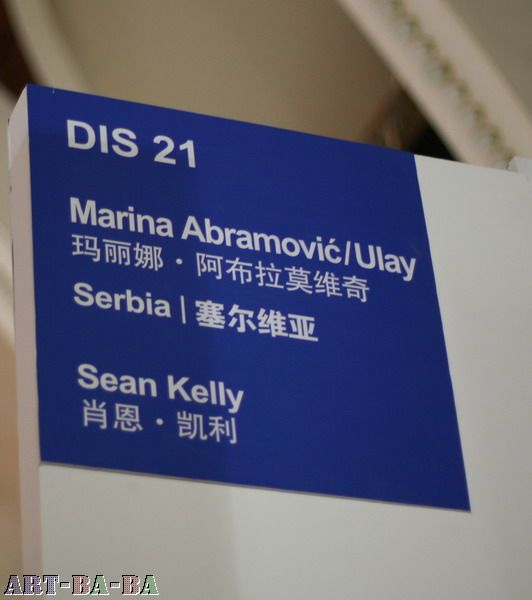 DIS 21
Marina Abramović/Ulay
玛丽娜·阿布拉莫维奇
Serbia | 塞尔维亚
Sean Kelly
肖恩·凯利
ART-BA-BA